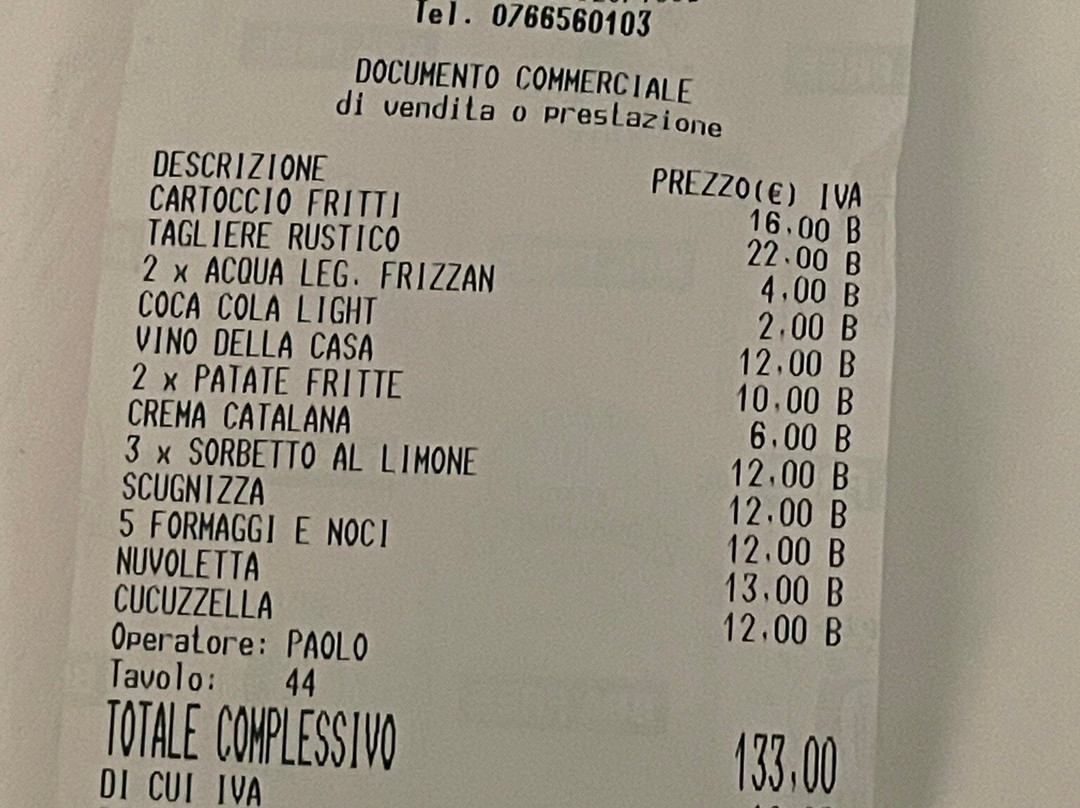 Tel. 0766560103
DOCUMENTO COMMERCIALE
di vendita o prestazione
DESCRIZIONE PREZZO(€) IVA
CARTOCCIO FRITTI 16,00 B
TAGLIERE RUSTICO 22,00 B
2 x ACQUA LEG. FRIZZAN 4,00 B
COCA COLA LIGHT 2,00 B
VINO DELLA CASA 12,00 B
2 x PATATE FRITTE 10,00 B
CREMA CATALANA 6,00 B
3 x SORBETTO AL LIMONE 12,00 B
SCUGNIZZA 12,00 B
5 FORMAGGI E NOCI 12,00 B
NUVOLETTA 13,00 B
CUCUZZELLA 12,00 B
Operatore: PAOLO
Tavolo: 44
TOTALE COMPLESSIVO 133,00
DI CUI IVA